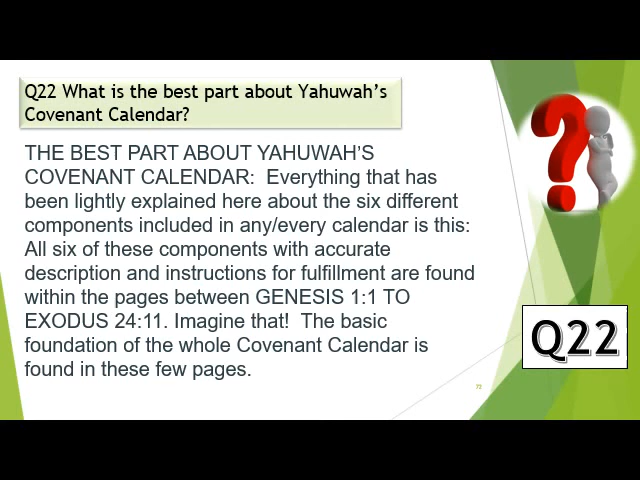 Q22 What is the best part about Yahuwah’s
Covenant Calendar?
THE BEST PART ABOUT YAHUWAH’S
COVENANT CALENDAR:  Everything that has
been lightly explained here about the six different
components included in any/every calendar is this:
All six of these components with accurate
description and instructions for fulfillment are found
within the pages between GENESIS 1:1 TO
EXODUS 24:11. Imagine that!  The basic
foundation of the whole Covenant Calendar is
found in these few pages.
Q22
73